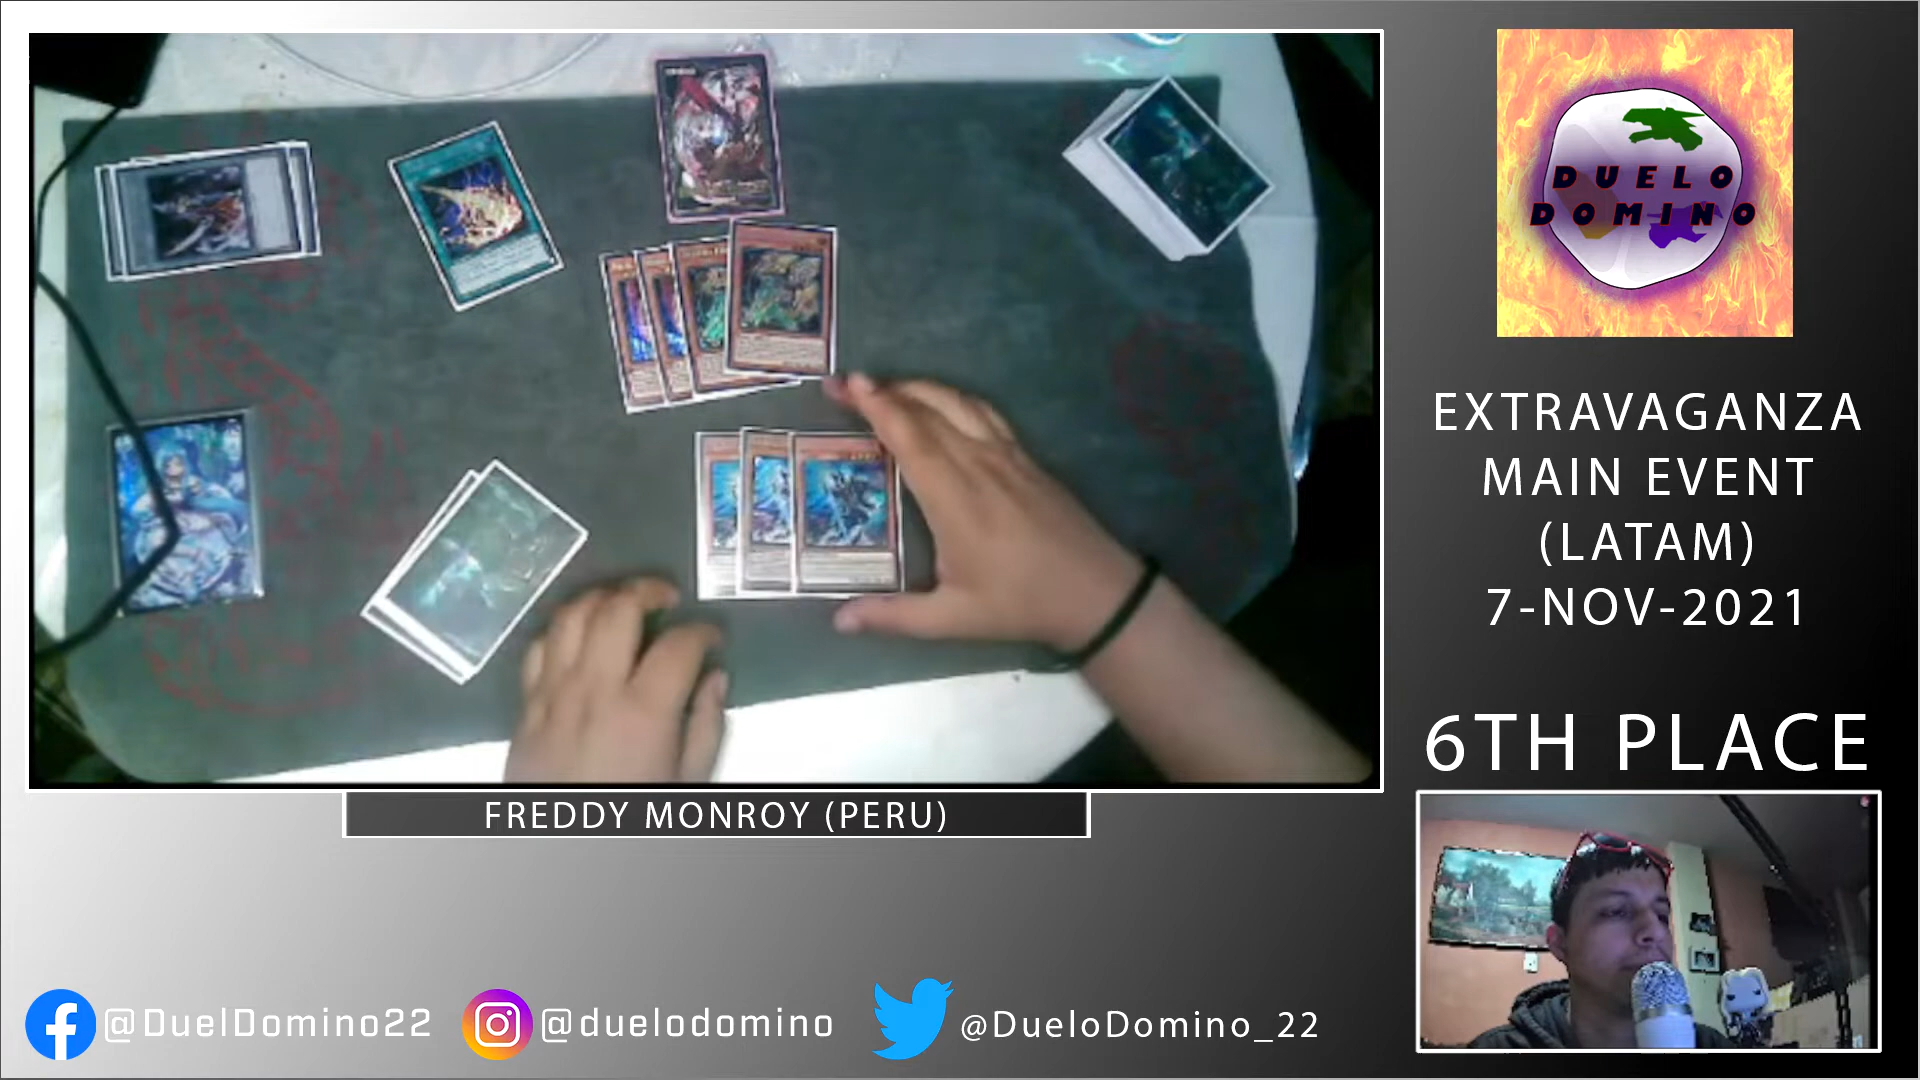 DUELO
DOMINO
EXTRAVAGANZA
MAIN EVENT
(LATAM)
7-NOV-2021
6TH PLACE
FREDDY MONROY (PERU)
@DuelDomino22
@duelodomino
@DueloDomino_22